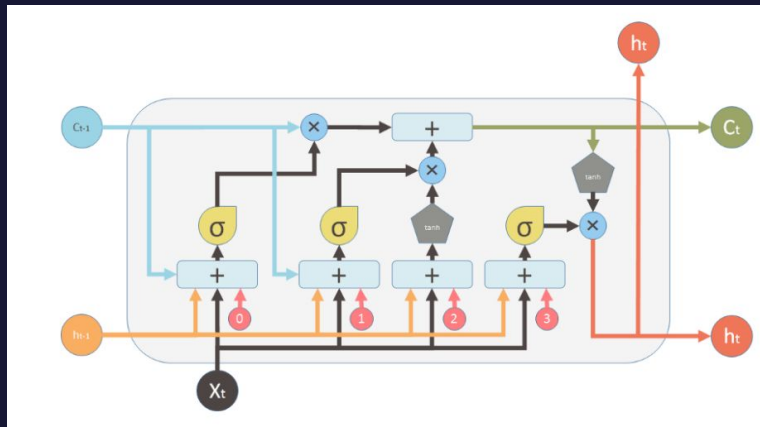 hₜ
Cₜ₋₁ × + Cₜ
tanh
×
σ σ tanh σ ×
+ + + +
0 1 2 3
hₜ₋₁ hₜ
Xₜ